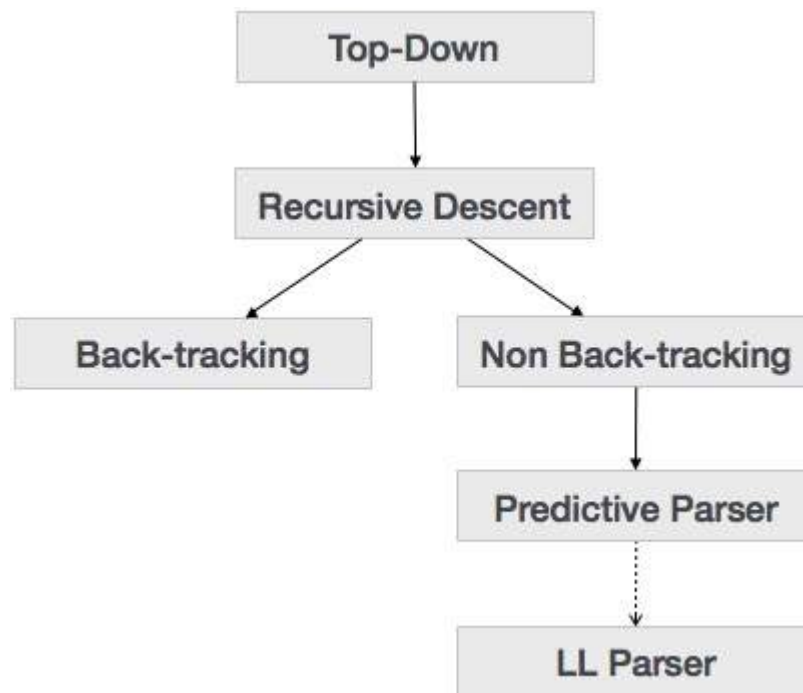 Top-Down
Recursive Descent
Back-tracking
Non Back-tracking
Predictive Parser
LL Parser